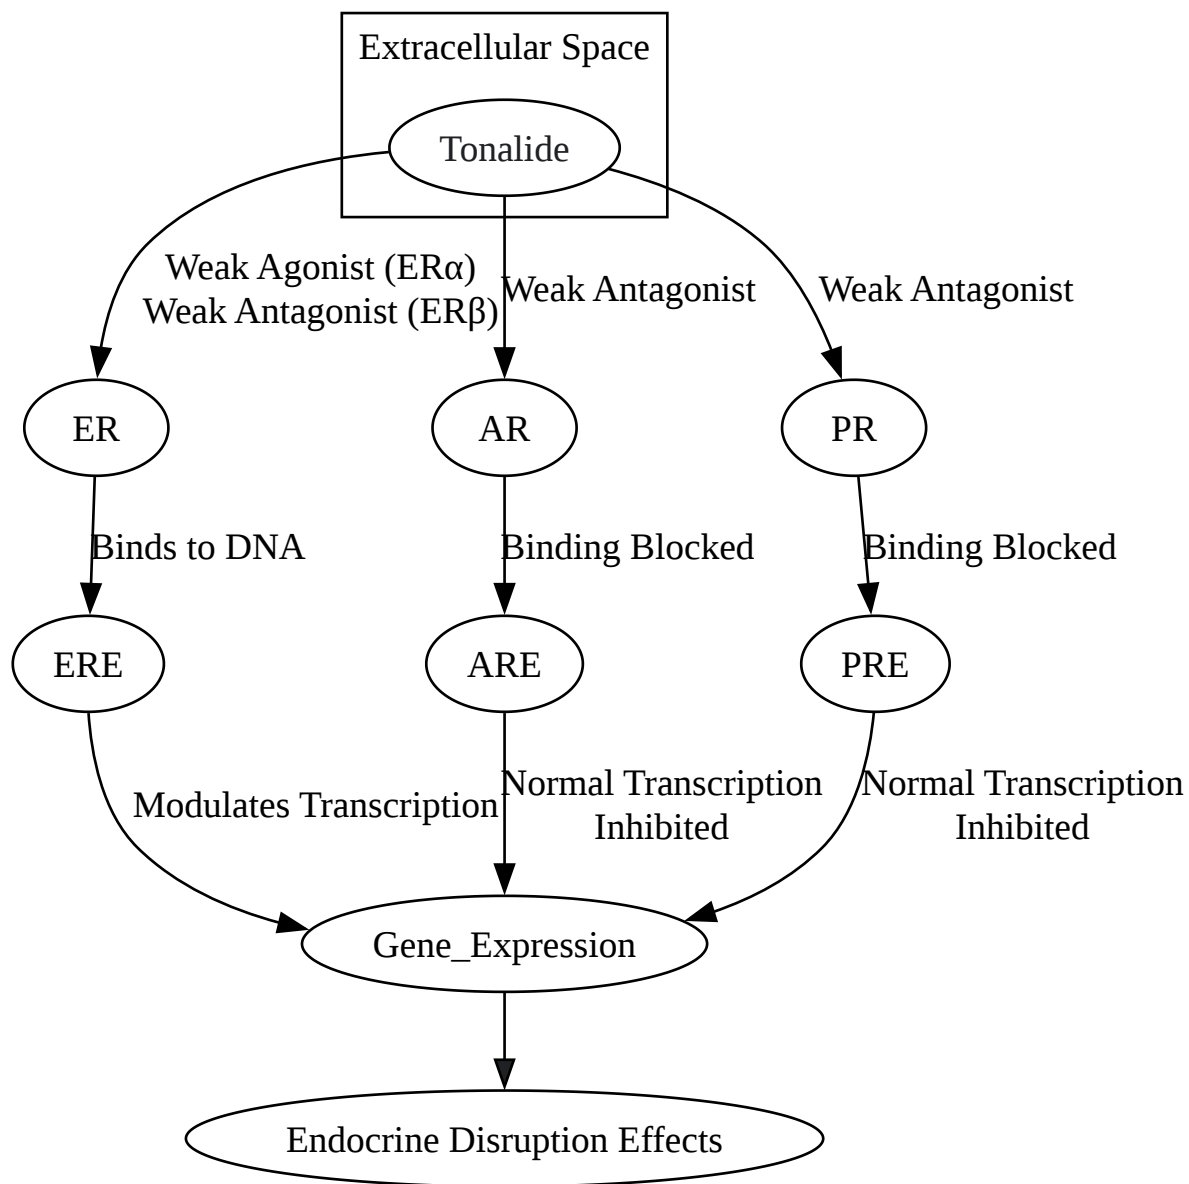 Extracellular Space
Tonalide
Weak Agonist (ERα)
Weak Antagonist (ERβ)
Weak Antagonist
Weak Antagonist
ER
AR
PR
Binds to DNA
Binding Blocked
Binding Blocked
ERE
ARE
PRE
Modulates Transcription
Normal Transcription
Inhibited
Normal Transcription
Inhibited
Gene_Expression
Endocrine Disruption Effects